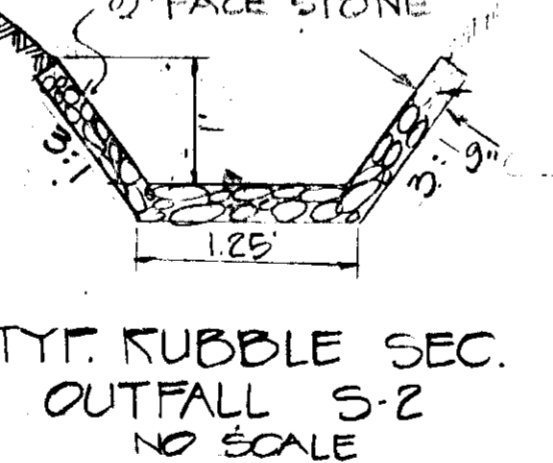 FACE STONE
1'
3:1
3:1
9"
1.25'
TYP. RUBBLE SEC.
OUTFALL S-2
NO SCALE